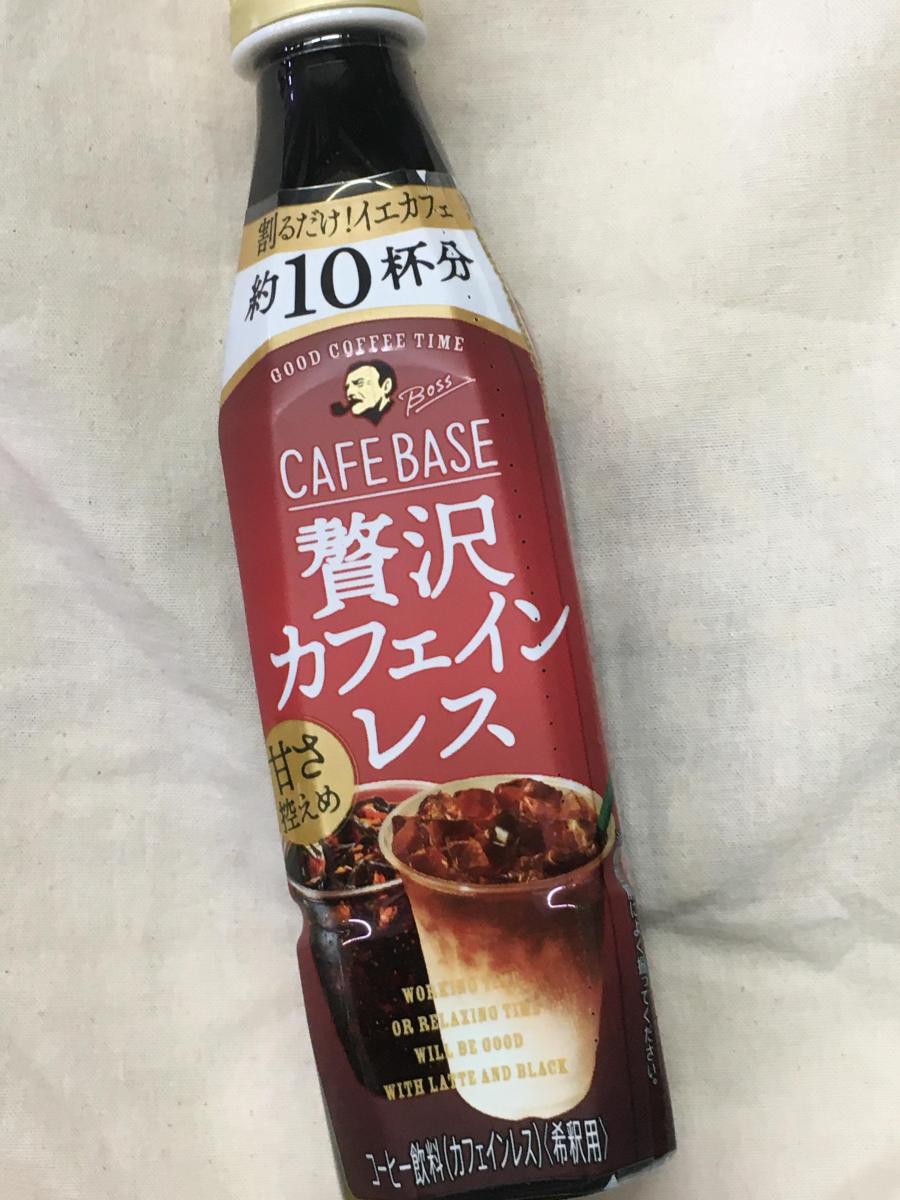 割るだけ!イエカフェ
約10杯分
GOOD COFFEE TIME
Boss
CAFE BASE
贅沢
カフェイン
レス
甘さ
控えめ
WORKING
OR RELAXING TIME
WILL BE GOOD
WITH LATTE AND BLACK
コーヒー飲料(カフェインレス)〈希釈用〉